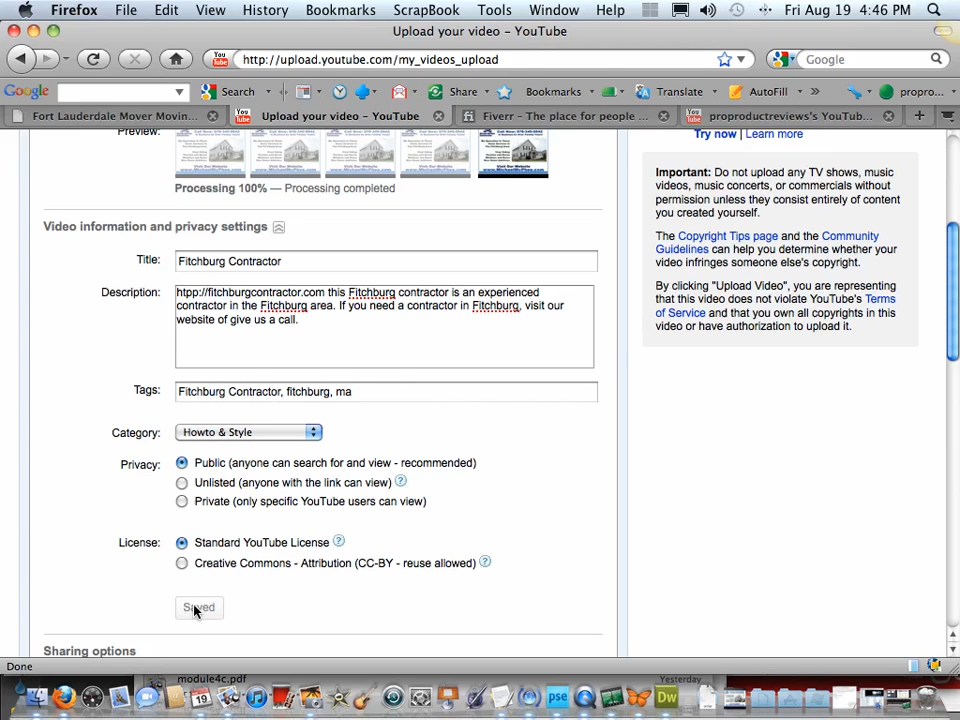 Firefox File Edit View History Bookmarks ScrapBook Tools Window Help Fri Aug 19 4:46 PM
Upload your video – YouTube
http://upload.youtube.com/my_videos_upload Google
Google Search Share Bookmarks Translate AutoFill » propro...
Fort Lauderdale Mover Movin... Upload your video – YouTube Fiverr – The place for people ... proproductreviews's YouTub...
Preview:
Try now | Learn more
Processing 100% — Processing completed
Important: Do not upload any TV shows, music
videos, music concerts, or commercials without
permission unless they consist entirely of content
you created yourself.
The Copyright Tips page and the Community
Guidelines can help you determine whether your
video infringes someone else's copyright.
By clicking "Upload Video", you are representing
that this video does not violate YouTube's Terms
of Service and that you own all copyrights in this
video or have authorization to upload it.
Video information and privacy settings
Title: Fitchburg Contractor
Description: htpp://fitchburgcontractor.com this Fitchburg contractor is an experienced
contractor in the Fitchburg area. If you need a contractor in Fitchburg, visit our
website of give us a call.
Tags: Fitchburg Contractor, fitchburg, ma
Category: Howto & Style
Privacy: Public (anyone can search for and view - recommended)
Unlisted (anyone with the link can view) ?
Private (only specific YouTube users can view)
License: Standard YouTube License ?
Creative Commons - Attribution (CC-BY - reuse allowed) ?
Saved
Sharing options
Done
module4c.pdf Yesterday
19 pse Dw